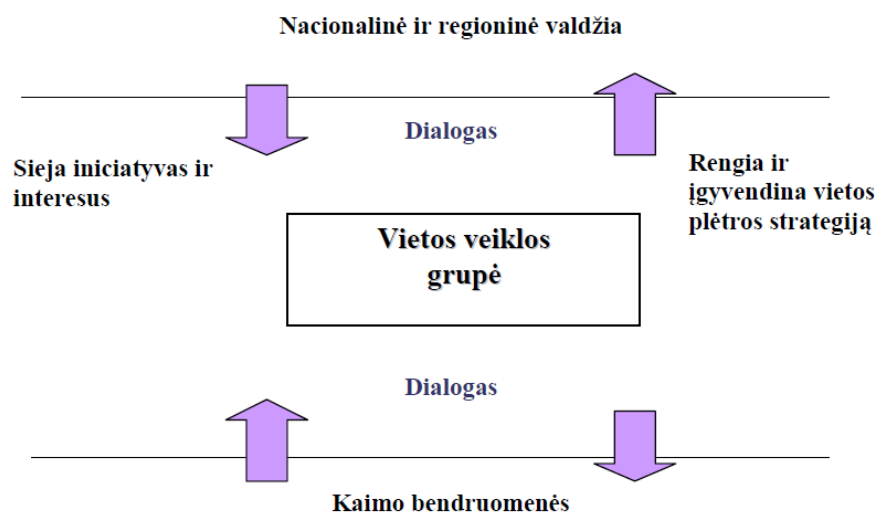 Nacionalinė ir regioninė valdžia
Dialogas
Sieja iniciatyvas ir
interesus
Rengia ir
įgyvendina vietos
plėtros strategiją
Vietos veiklos
grupė
Dialogas
Kaimo bendruomenės